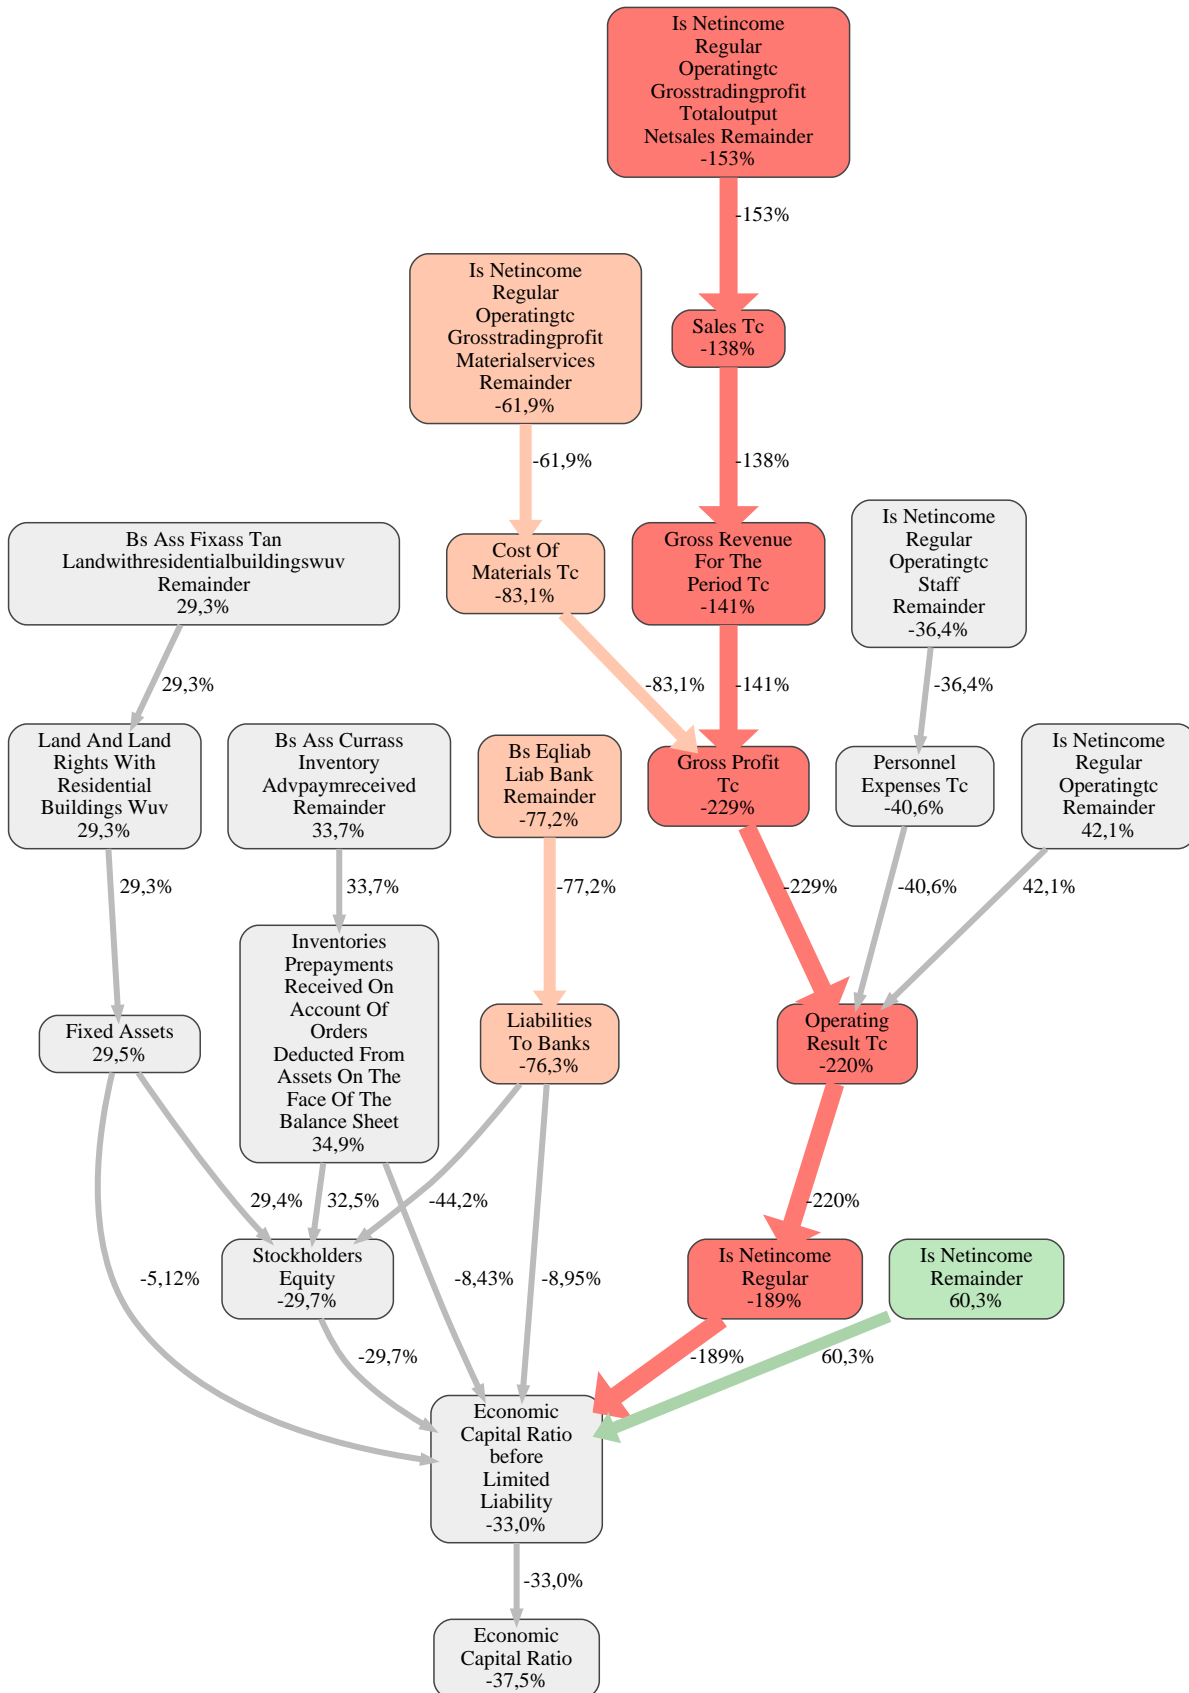 Is Netincome
Regular
Operatingtc
Grosstradingprofit
Totaloutput
Netsales Remainder
-153%
-153%
Is Netincome
Regular
Operatingtc
Grosstradingprofit
Materialservices
Remainder
-61,9%
Sales Tc
-138%
-61,9%
-138%
Bs Ass Fixass Tan
Landwithresidentialbuildingswuv
Remainder
29,3%
Cost Of
Materials Tc
-83,1%
Gross Revenue
For The
Period Tc
-141%
Is Netincome
Regular
Operatingtc
Staff
Remainder
-36,4%
29,3%
-83,1%
-141%
-36,4%
Land And Land
Rights With
Residential
Buildings Wuv
29,3%
Bs Ass Currass
Inventory
Advpaymreceived
Remainder
33,7%
Bs Eqliab
Liab Bank
Remainder
-77,2%
Gross Profit
Tc
-229%
Personnel
Expenses Tc
-40,6%
Is Netincome
Regular
Operatingtc
Remainder
42,1%
29,3%
33,7%
-77,2%
-229%
-40,6%
42,1%
Fixed Assets
29,5%
Inventories
Prepayments
Received On
Account Of
Orders
Deducted From
Assets On The
Face Of The
Balance Sheet
34,9%
Liabilities
To Banks
-76,3%
Operating
Result Tc
-220%
29,4%
32,5%
-44,2%
-220%
-5,12%
Stockholders
Equity
-29,7%
-8,43%
-8,95%
Is Netincome
Regular
-189%
Is Netincome
Remainder
60,3%
-29,7%
-189%
60,3%
Economic
Capital Ratio
before
Limited
Liability
-33,0%
-33,0%
Economic
Capital Ratio
-37,5%